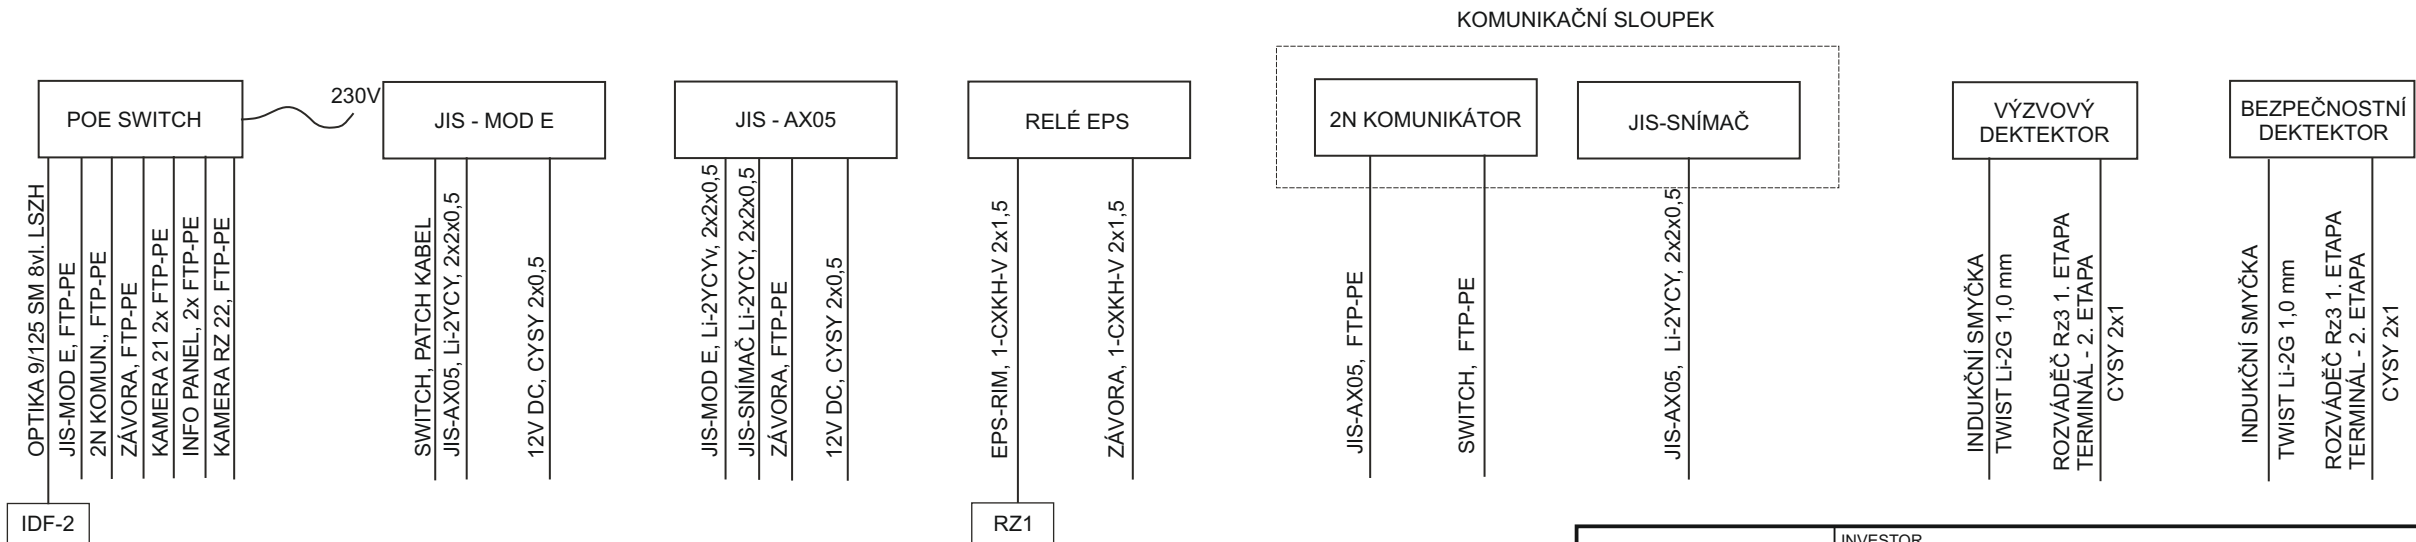 KOMUNIKAČNÍ SLOUPEK
POE SWITCH
230V
JIS - MOD E
JIS - AX05
RELÉ EPS
2N KOMUNIKÁTOR
JIS-SNÍMAČ
VÝZVOVÝ
DEKTEKTOR
BEZPEČNOSTNÍ
DEKTEKTOR
OPTIKA 9/125 SM 8vl. LSZH
JIS-MOD E, FTP-PE
2N KOMUN., FTP-PE
ZÁVORA, FTP-PE
KAMERA 21 2x FTP-PE
INFO PANEL, 2x FTP-PE
KAMERA RZ 22, FTP-PE
SWITCH, PATCH KABEL
JIS-AX05, Li-2YCY, 2x2x0,5
12V DC, CYSY 2x0,5
JIS-MOD E, Li-2YCYv, 2x2x0,5
JIS-SNÍMAČ Li-2YCY, 2x2x0,5
ZÁVORA, FTP-PE
12V DC, CYSY 2x0,5
EPS-RIM, 1-CXKH-V 2x1,5
ZÁVORA, 1-CXKH-V 2x1,5
JIS-AX05, FTP-PE
SWITCH, FTP-PE
JIS-AX05, Li-2YCY, 2x2x0,5
INDUKČNÍ SMYČKA
TWIST Li-2G 1,0 mm
ROZVÁDĚČ Rz3 1. ETAPA
TERMINÁL - 2. ETAPA
CYSY 2x1
INDUKČNÍ SMYČKA
TWIST Li-2G 1,0 mm
ROZVÁDĚČ Rz3 1. ETAPA
TERMINÁL - 2. ETAPA
CYSY 2x1
IDF-2
RZ1
INVESTOR